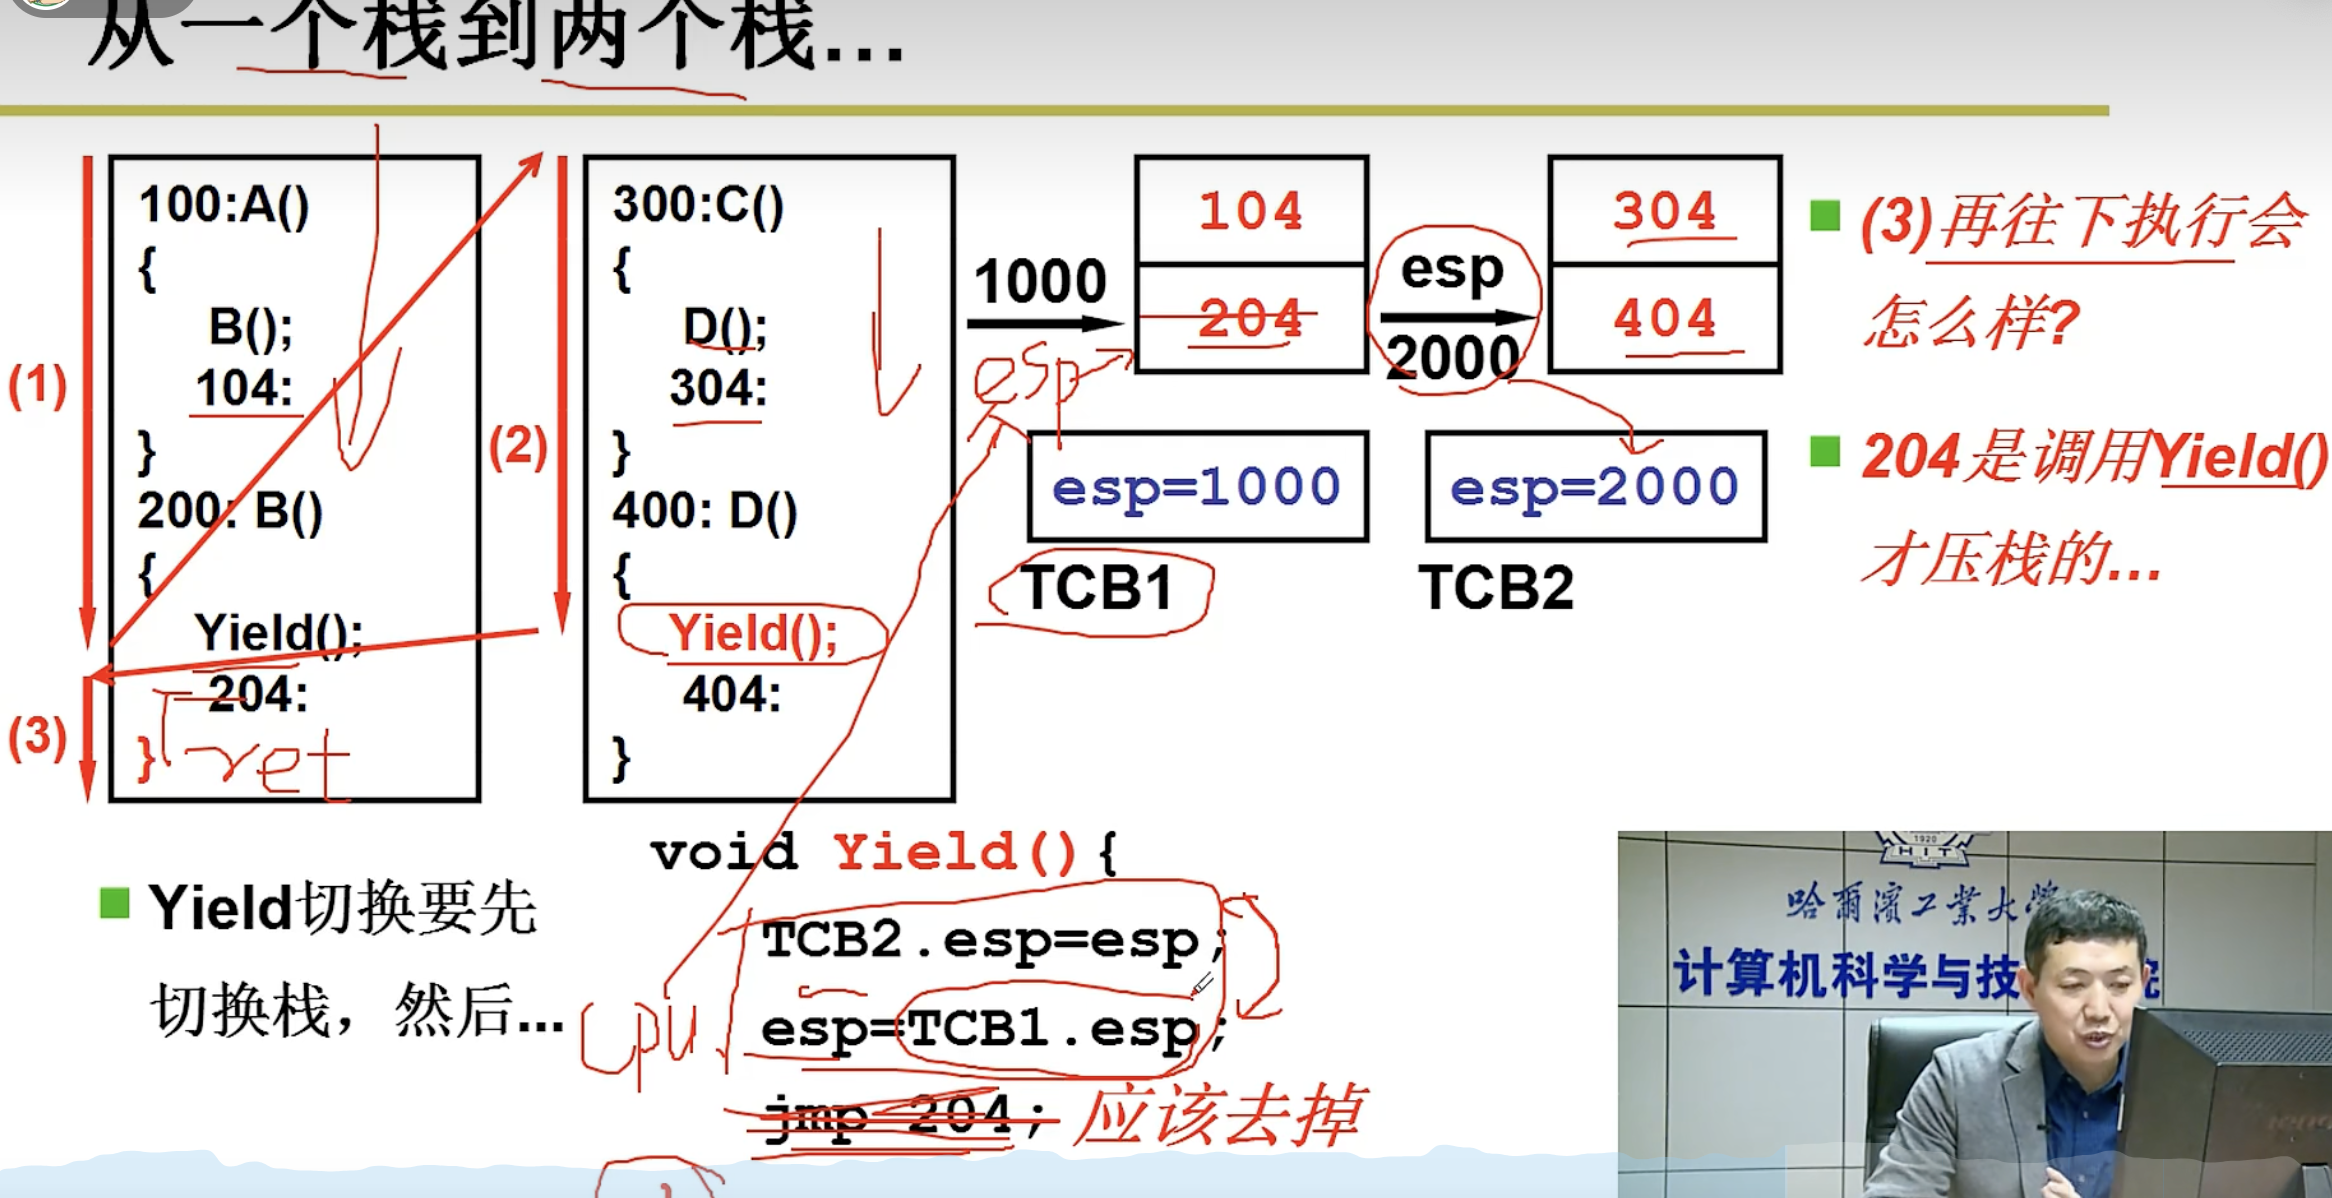 从一个栈到两个栈...
100:A()
{
B();
104:
}
200: B()
{
Yield();
204:
}
ret
(1)
(2)
(3)
300:C()
{
D();
304:
}
400: D()
{
Yield();
404:
}
1000
104
204
esp
esp
2000
304
404
esp=1000
TCB1
esp=2000
TCB2
(3)再往下执行会
怎么样?
204是调用Yield()
才压栈的...
Yield切换要先
切换栈，然后...
void Yield(){
TCB2.esp=esp;
esp=TCB1.esp;
jmp 204; 应该去掉
cpu
1920
HIT
哈爾濱工業大學
计算机科学与技
院